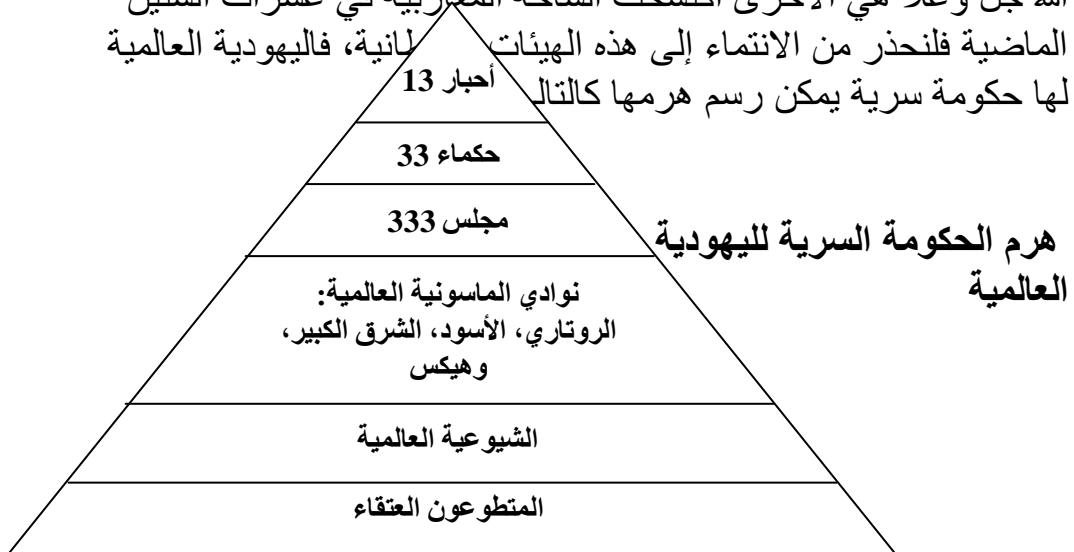 الله جل وعلا هي الأخرى اكتسحت الساحة المغاربية في عشرات السنين
الماضية فلنحذر من الانتماء إلى هذه الهيئات فاليهودية العالمية
لها حكومة سرية يمكن رسم هرمها
أحبار 13
حكماء 33
مجلس 333
هرم الحكومة السرية لليهودية
العالمية
نوادي الماسونية العالمية:
الروتاري، الأسود، الشرق الكبير،
وهيكس
الشيوعية العالمية
المتطوعون العتقاء